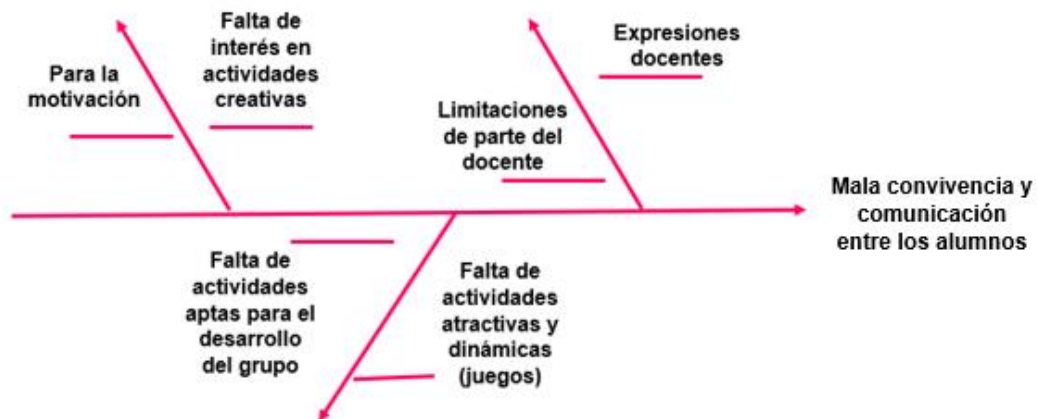 Para la
motivación
Falta de
interés en
actividades
creativas
Limitaciones
de parte del
docente
Expresiones
docentes
Mala convivencia y
comunicación
entre los alumnos
Falta de
actividades
aptas para el
desarrollo
del grupo
Falta de
actividades
atractivas y
dinámicas
(juegos)